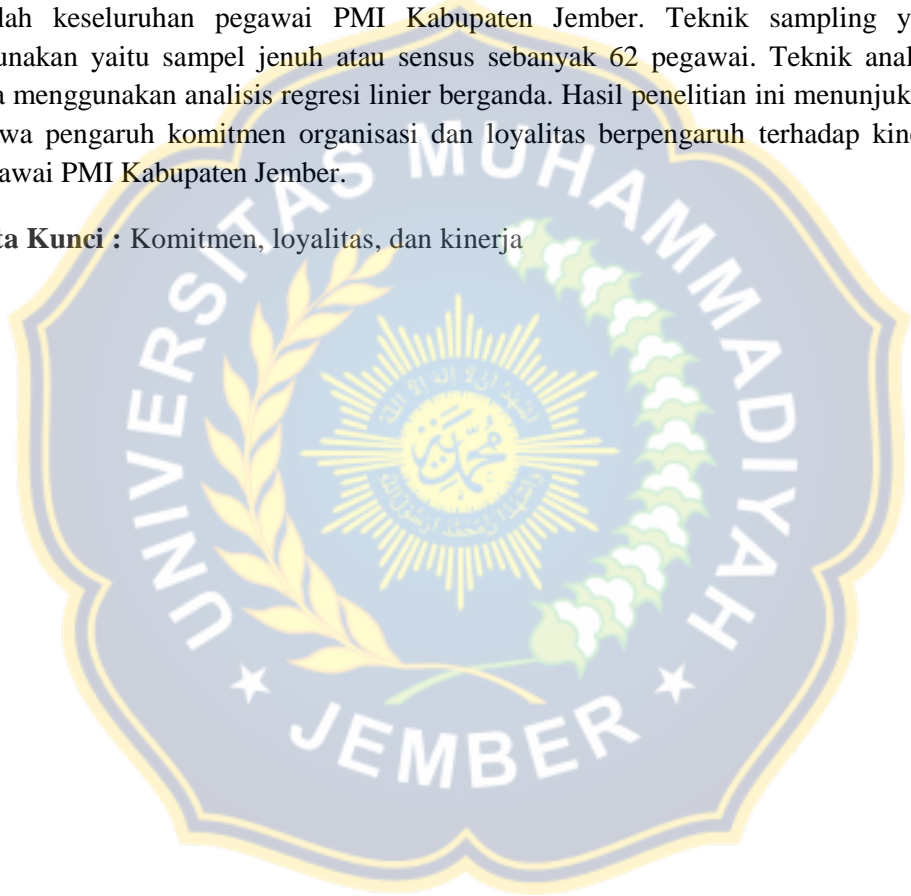 lah keseluruhan pegawai PMI Kabupaten Jember. Teknik sampling y
unakan yaitu sampel jenuh atau sensus sebanyak 62 pegawai. Teknik anal
a menggunakan analisis regresi linier berganda. Hasil penelitian ini menunjuk
wa pengaruh komitmen organisasi dan loyalitas berpengaruh terhadap kine
awai PMI Kabupaten Jember.
ta Kunci : Komitmen, loyalitas, dan kinerja
UNIVERSITAS MUHAMMADIYAH
JEMBER